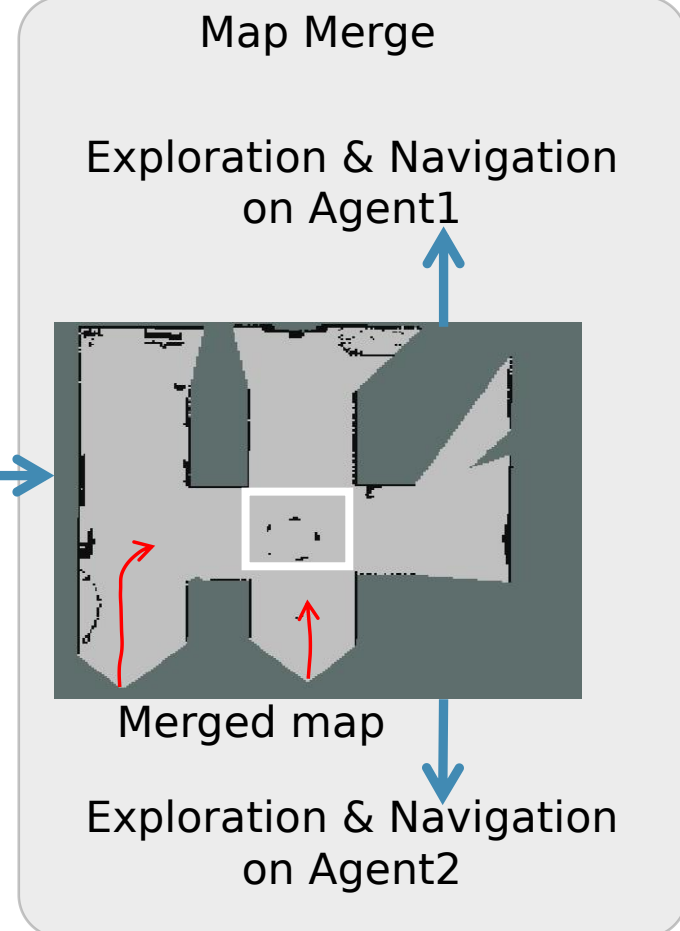 Map Merge
Exploration & Navigation
on Agent1
Merged map
Exploration & Navigation
on Agent2